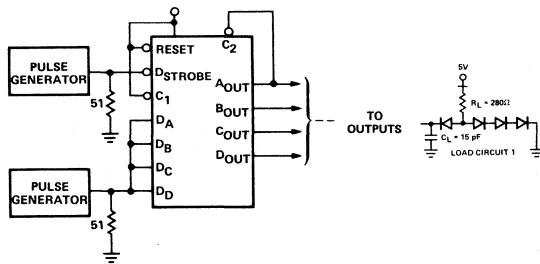 PULSE
GENERATOR
51
PULSE
GENERATOR
51
RESET
DSTROBE
C1
DA
DB
DC
DD
C2
AOUT
BOUT
COUT
DOUT
TO
OUTPUTS
5V
RL = 280Ω
CL = 15 pF
LOAD CIRCUIT 1